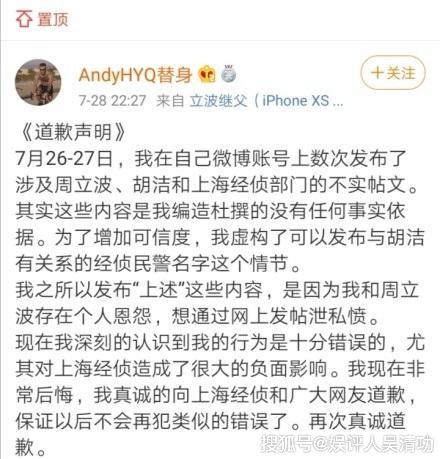 置顶
AndyHYQ替身
+关注
7-28 22:27 来自 立波继父（iPhone XS ...
《道歉声明》
7月26-27日，我在自己微博账号上数次发布了
涉及周立波、胡洁和上海经侦部门的不实帖文。
其实这些内容是我编造杜撰的没有任何事实依
据。为了增加可信度，我虚构了可以发布与胡洁
有关系的经侦民警名字这个情节。
我之所以发布“上述”这些内容，是因为我和周立
波存在个人恩怨，想通过网上发帖泄私愤。
现在我深刻的认识到我的行为是十分错误的，尤
其对上海经侦造成了很大的负面影响。我现在非
常后悔，我真诚的向上海经侦和广大网友道歉，
保证以后不会再犯类似的错误了。再次真诚道
歉。
搜狐号@娱评人吴清功